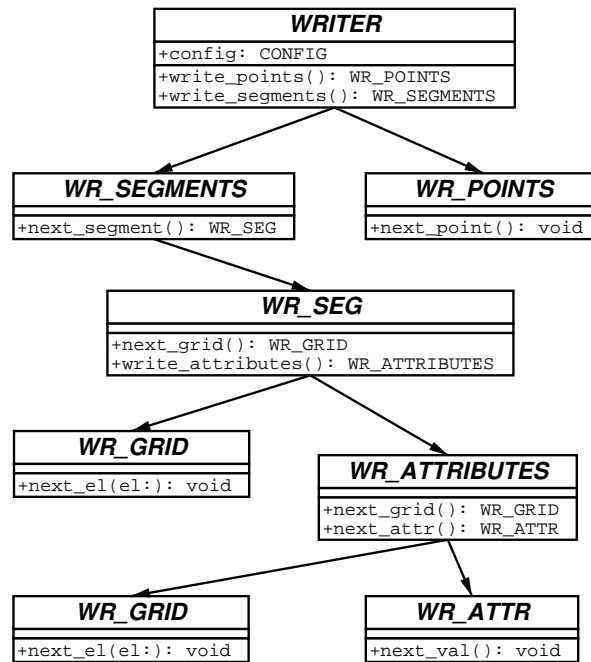 WRITER
+config: CONFIG
+write_points(): WR_POINTS
+write_segments(): WR_SEGMENTS
WR_SEGMENTS
+next_segment(): WR_SEG
WR_POINTS
+next_point(): void
WR_SEG
+next_grid(): WR_GRID
+write_attributes(): WR_ATTRIBUTES
WR_GRID
+next_el(el:): void
WR_ATTRIBUTES
+next_grid(): WR_GRID
+next_attr(): WR_ATTR
WR_GRID
+next_el(el:): void
WR_ATTR
+next_val(): void